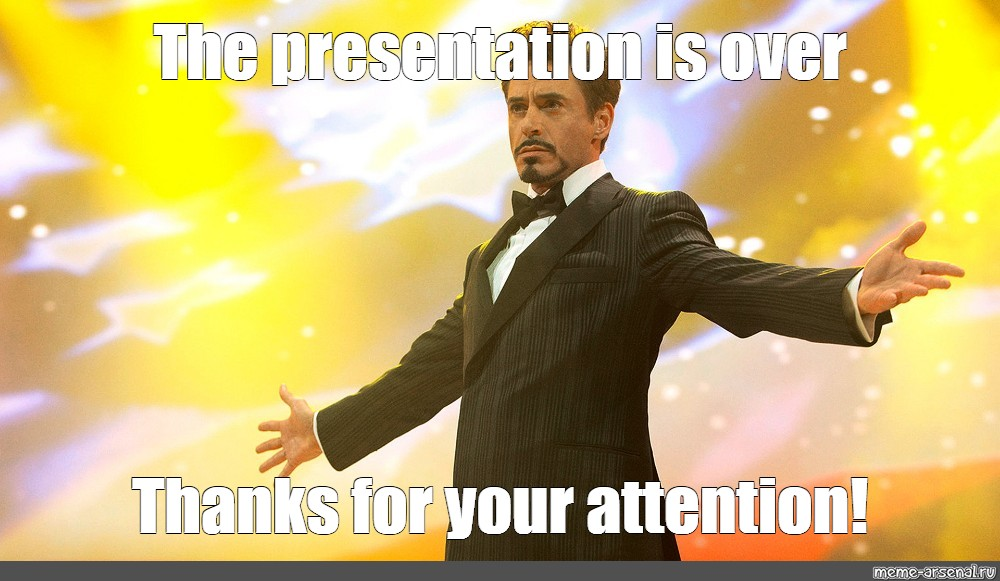 The presentation is over
Thanks for your attention!
meme-arsenal.ru